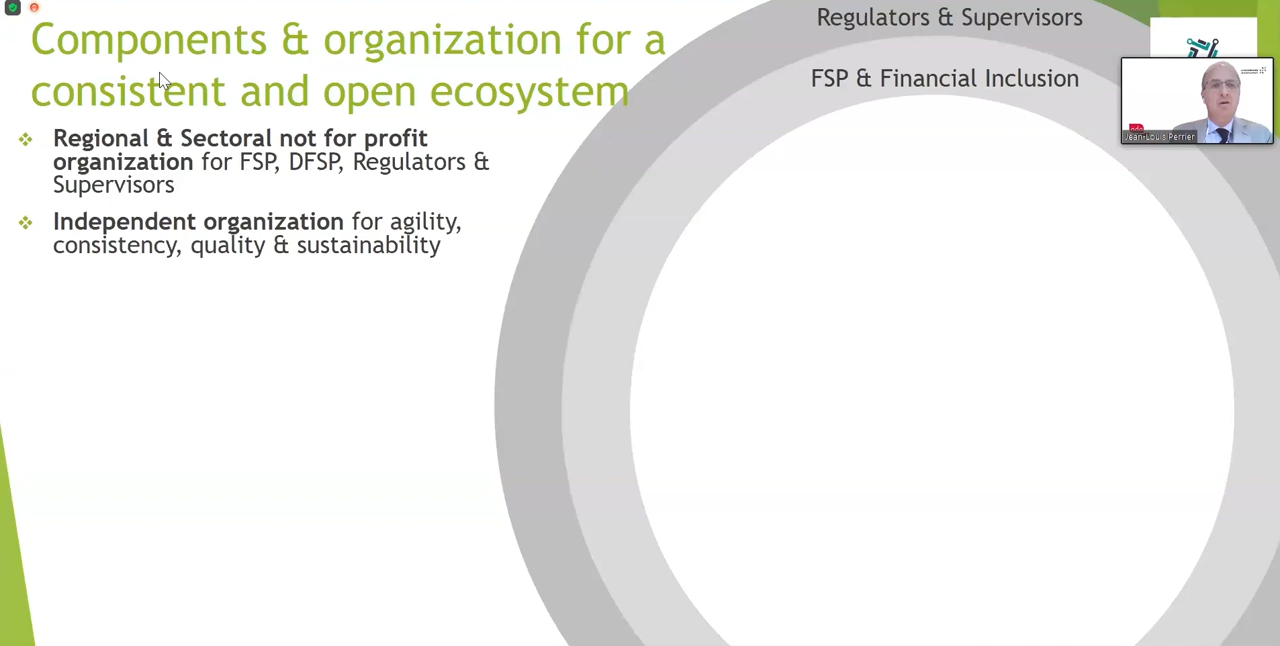 Components & organization for a
consistent and open ecosystem
Regional & Sectoral not for profit
organization for FSP, DFSP, Regulators &
Supervisors
Independent organization for agility,
consistency, quality & sustainability
Regulators & Supervisors
FSP & Financial Inclusion
Jean-Louis Perrier